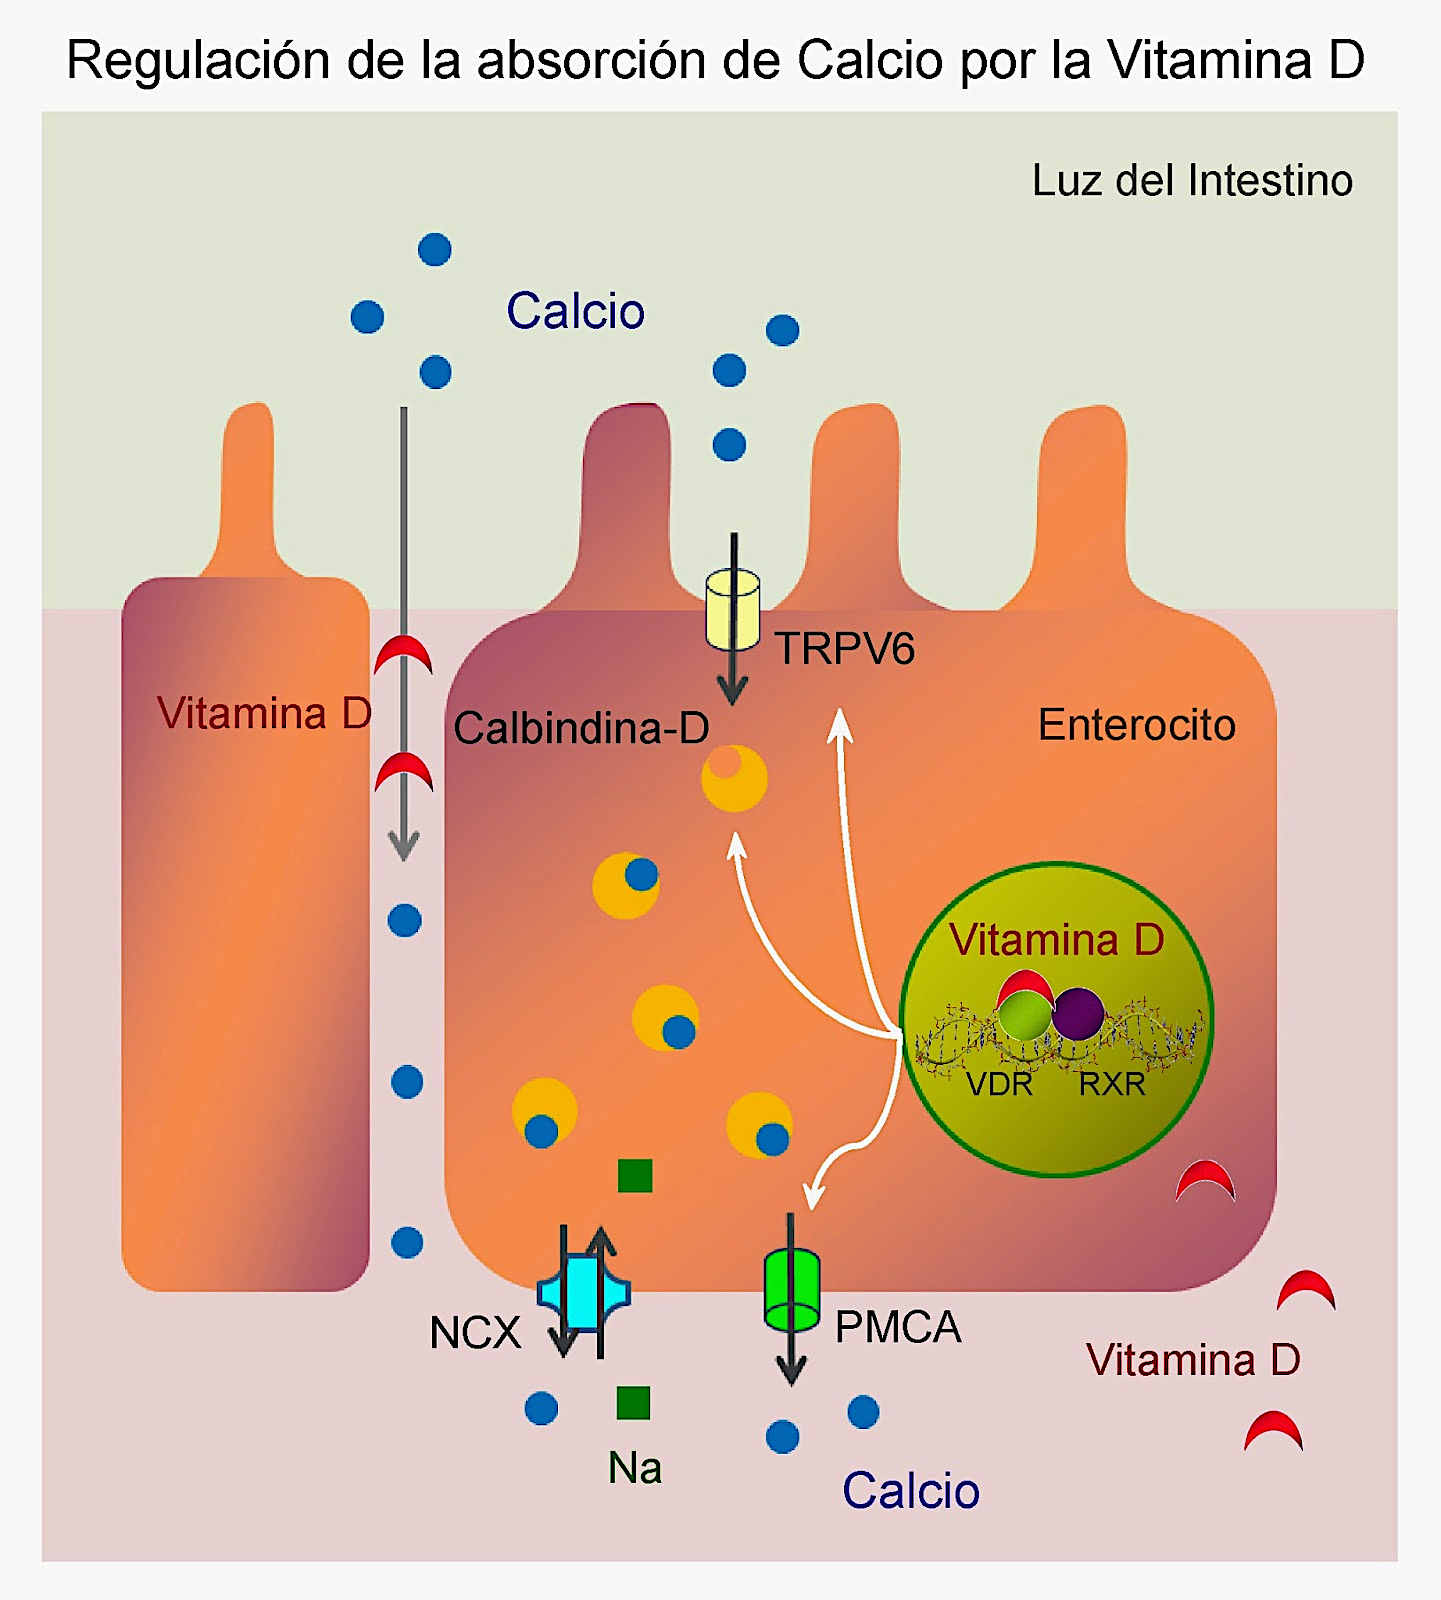 Regulación de la absorción de Calcio por la Vitamina D
Luz del Intestino
Calcio
TRPV6
Vitamina D
Calbindina-D
Enterocito
Vitamina D
VDR RXR
NCX
PMCA
Vitamina D
Na
Calcio